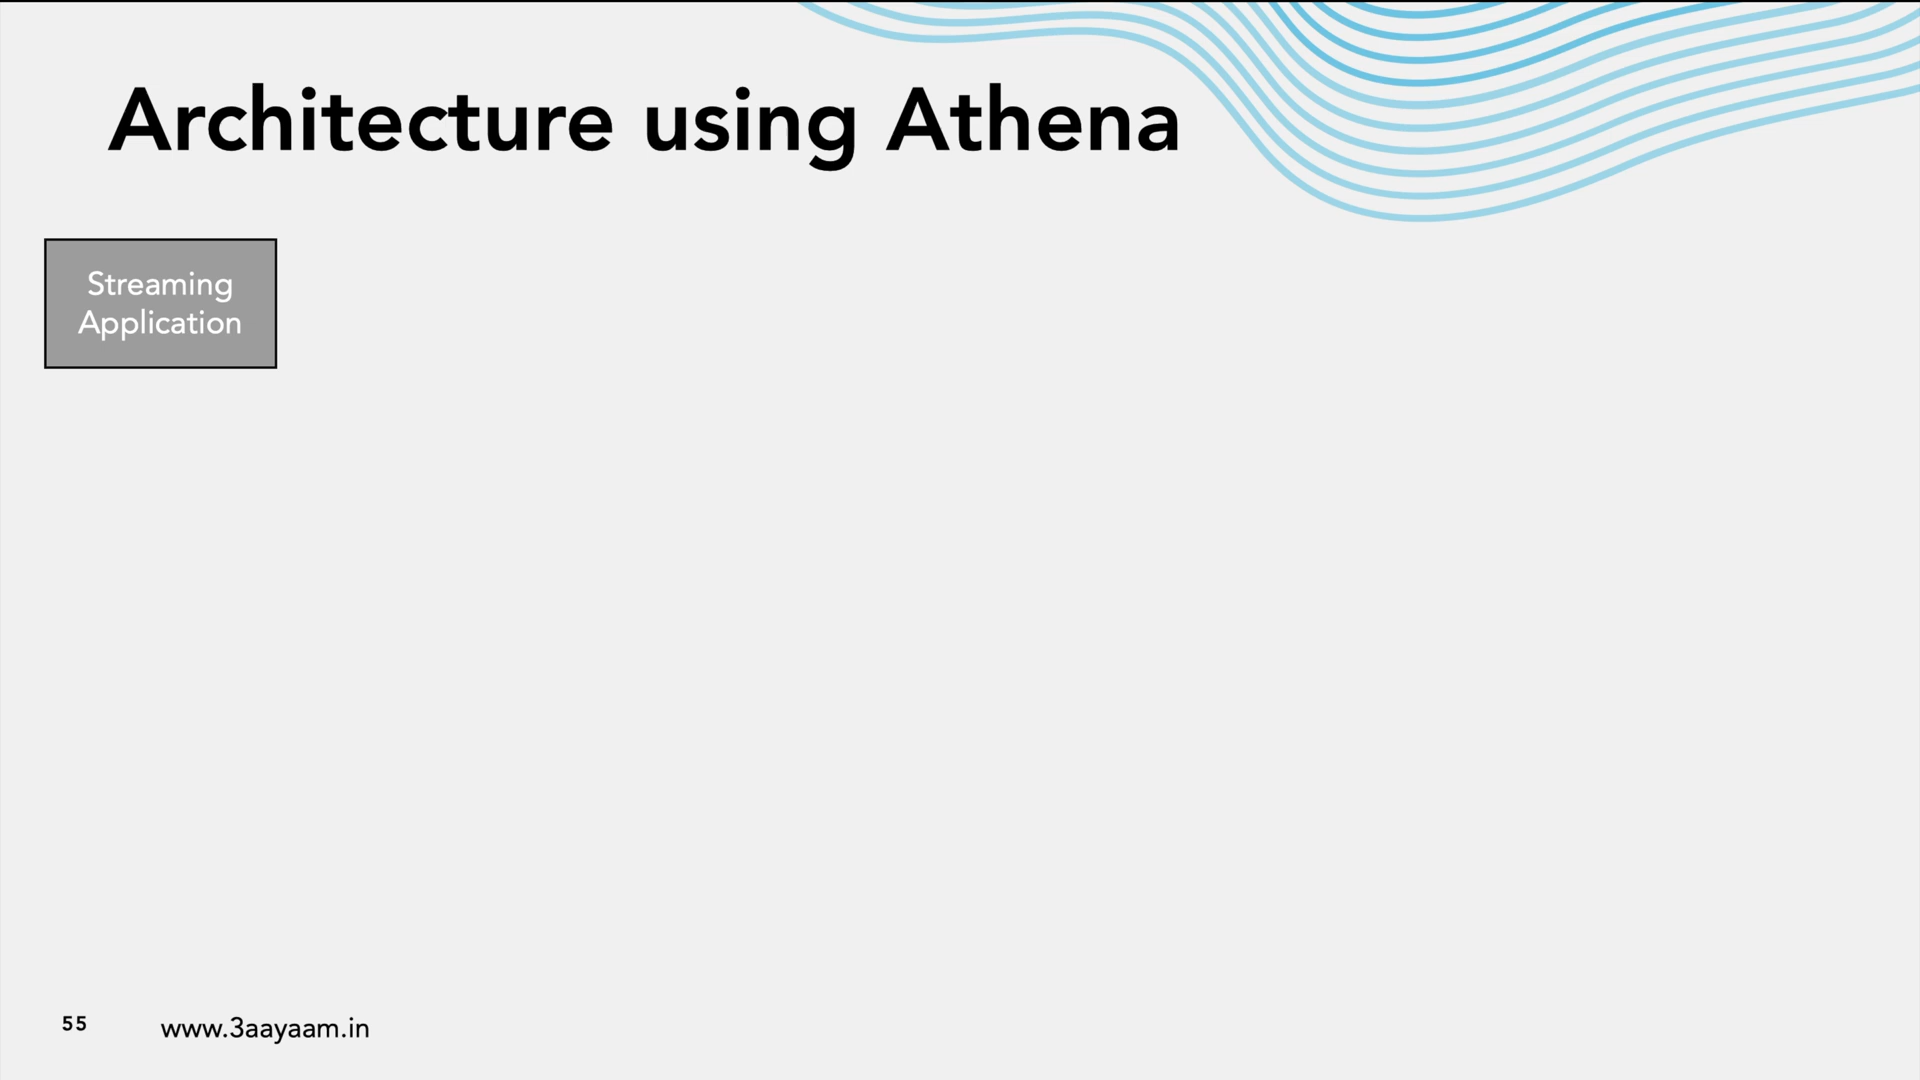 Architecture using Athena
Streaming
Application
55
www.3aayaam.in